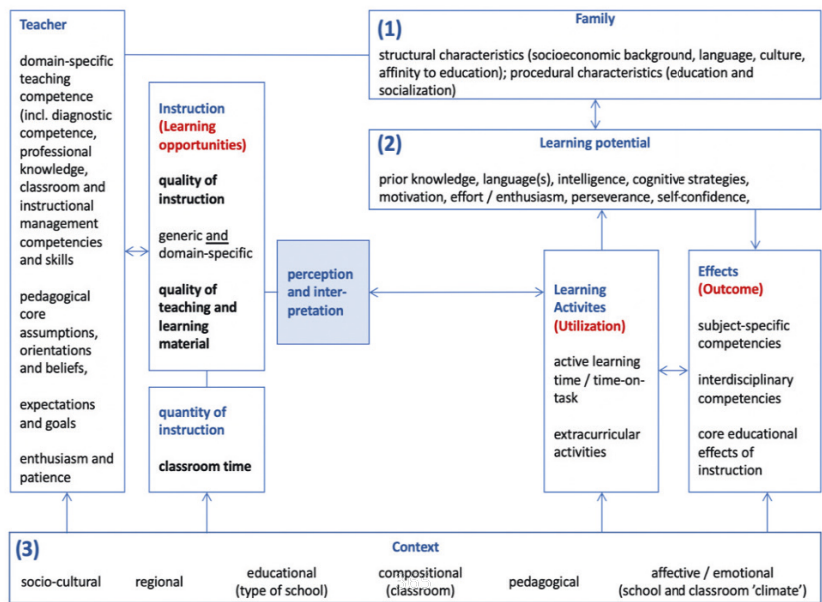 Teacher
domain-specific
teaching
competence
(incl. diagnostic
competence,
professional
knowledge,
classroom and
instructional
management
competencies
and skills
pedagogical
core
assumptions,
orientations
and beliefs,
expectations
and goals
enthusiasm and
patience
Instruction
(Learning
opportunities)
quality of
instruction
generic and
domain-specific
quality of
teaching and
learning
material
quantity of
instruction
classroom time
perception
and inter-
pretation
(1)
Family
structural characteristics (socioeconomic background, language, culture,
affinity to education); procedural characteristics (education and
socialization)
(2)
Learning potential
prior knowledge, language(s), intelligence, cognitive strategies,
motivation, effort / enthusiasm, perseverance, self-confidence,
Learning
Activites
(Utilization)
active learning
time / time-on-
task
extracurricular
activities
Effects
(Outcome)
subject-specific
competencies
interdisciplinary
competencies
core educational
effects of
instruction
(3)
Context
socio-cultural
regional
educational
(type of school)
compositional
(classroom)
pedagogical
affective / emotional
(school and classroom 'climate')